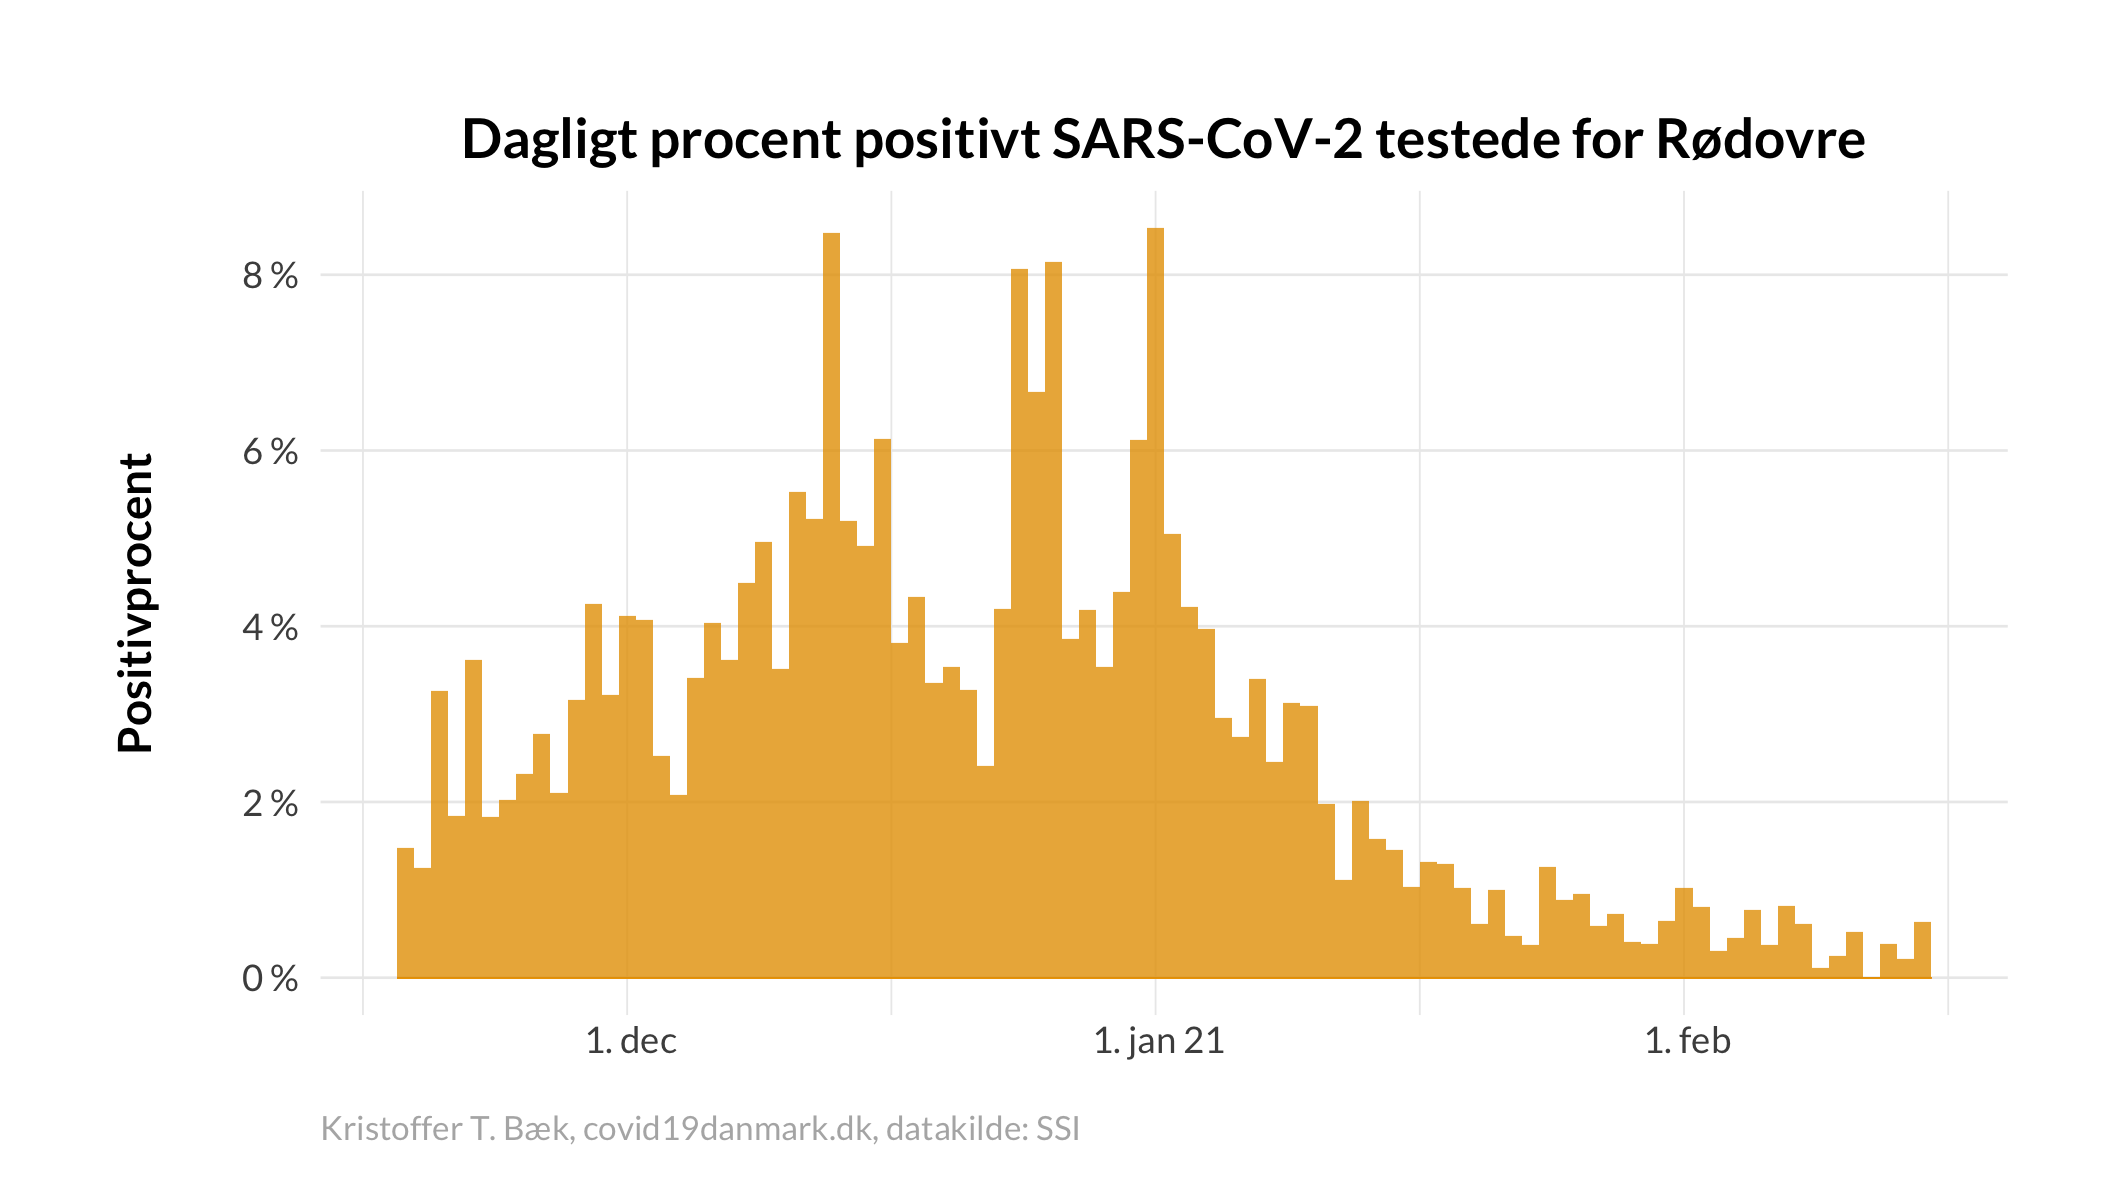 Dagligt procent positivt SARS-CoV-2 testede for Rødovre
Positivprocent
8 %
6 %
4 %
2 %
0 %
1. dec
1. jan 21
1. feb
Kristoffer T. Bæk, covid19danmark.dk, datakilde: SSI